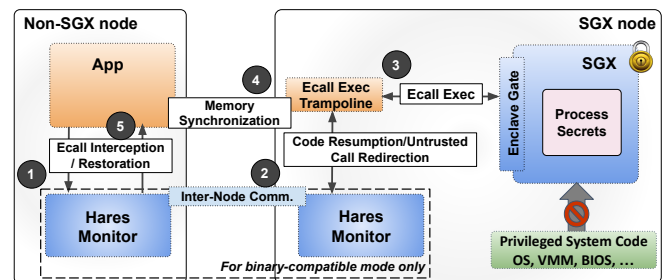 Non-SGX node
SGX node
App
3
4
Ecall Exec
Trampoline
Ecall Exec
Enclave Gate
SGX
Process
Secrets
Memory
Synchronization
5
Ecall Interception
/ Restoration
Code Resumption/Untrusted
Call Redirection
1
2
Inter-Node Comm.
Hares
Monitor
Hares
Monitor
For binary-compatible mode only
Privileged System Code
OS, VMM, BIOS, ...